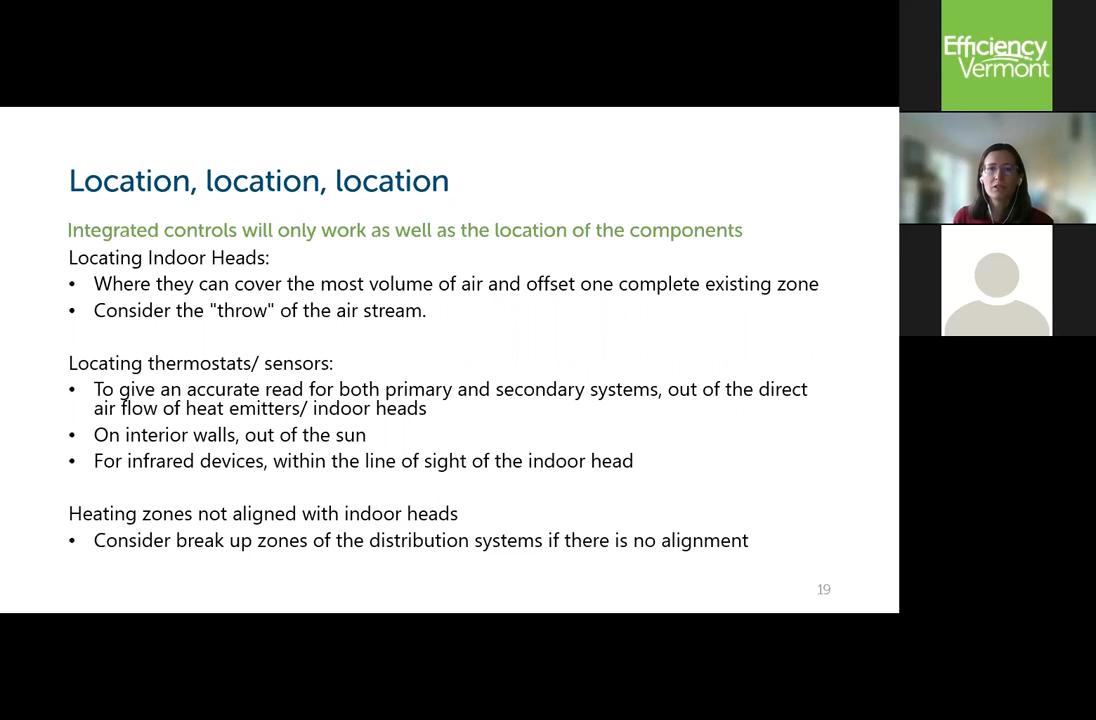 Efficiency
Vermont
Location, location, location
Integrated controls will only work as well as the location of the components
Locating Indoor Heads:
• Where they can cover the most volume of air and offset one complete existing zone
• Consider the "throw" of the air stream.
Locating thermostats/ sensors:
• To give an accurate read for both primary and secondary systems, out of the direct
air flow of heat emitters/ indoor heads
• On interior walls, out of the sun
• For infrared devices, within the line of sight of the indoor head
Heating zones not aligned with indoor heads
• Consider break up zones of the distribution systems if there is no alignment
19